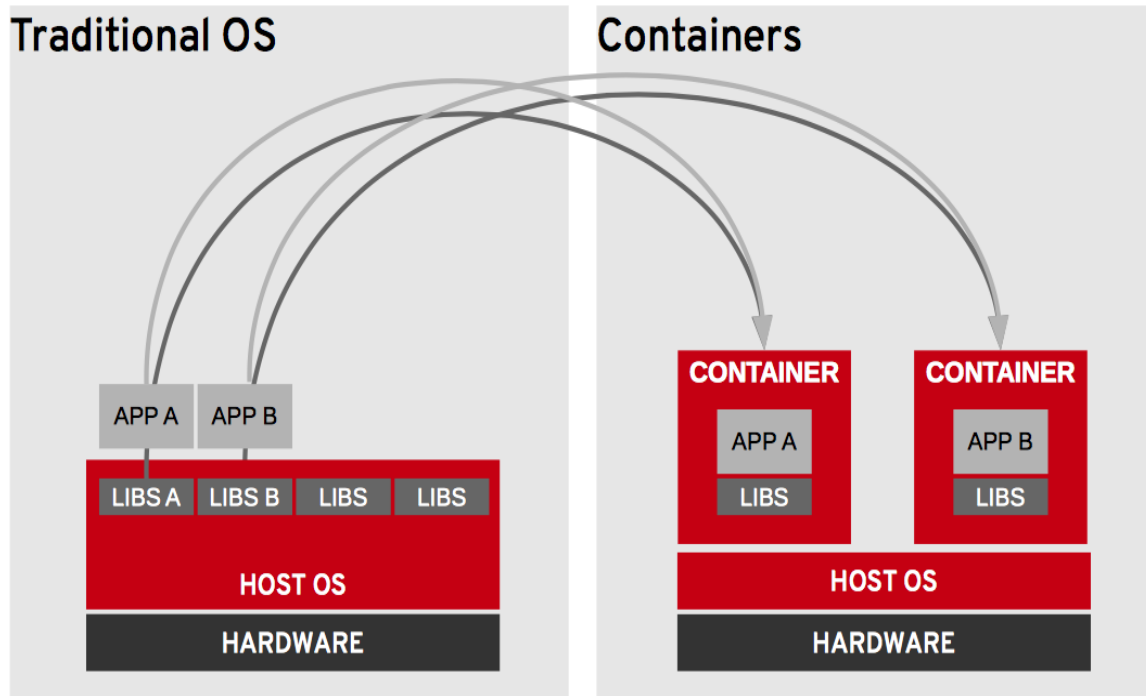 Traditional OS
APP A
APP B
LIBS A
LIBS B
LIBS
LIBS
HOST OS
HARDWARE
Containers
CONTAINER
APP A
LIBS
CONTAINER
APP B
LIBS
HOST OS
HARDWARE